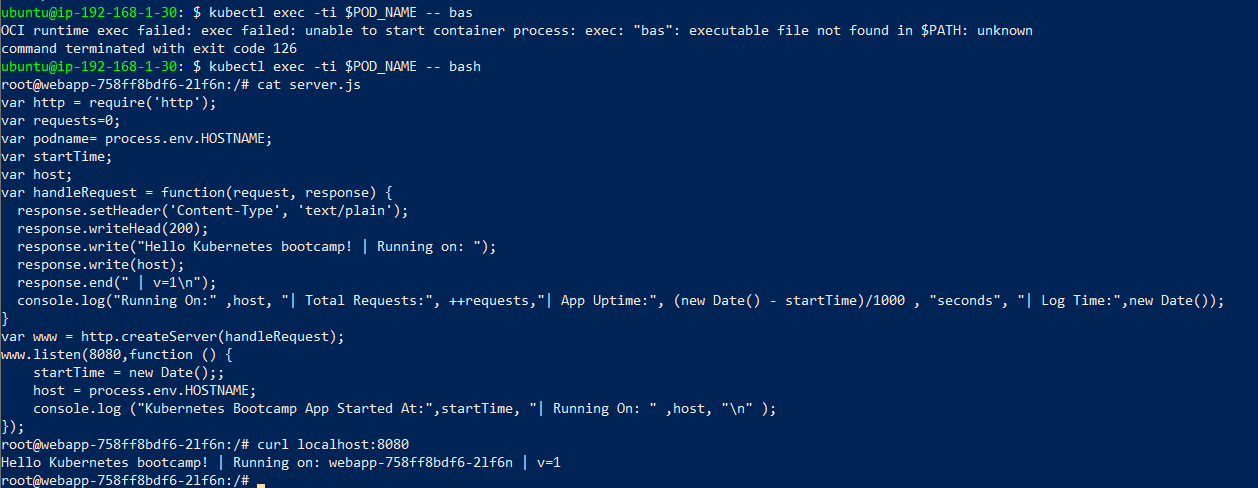 ubuntu@ip-192-168-1-30: $ kubectl exec -ti $POD_NAME -- bas
OCI runtime exec failed: exec failed: unable to start container process: exec: "bas": executable file not found in $PATH: unknown
command terminated with exit code 126
ubuntu@ip-192-168-1-30: $ kubectl exec -ti $POD_NAME -- bash
root@webapp-758ff8bdf6-2lf6n:/# cat server.js
var http = require('http');
var requests=0;
var podname= process.env.HOSTNAME;
var startTime;
var host;
var handleRequest = function(request, response) {
  response.setHeader('Content-Type', 'text/plain');
  response.writeHead(200);
  response.write("Hello Kubernetes bootcamp! | Running on: ");
  response.write(host);
  response.end(" | v=1\n");
  console.log("Running On:" ,host, "| Total Requests:", ++requests,"| App Uptime:", (new Date() - startTime)/1000 , "seconds", "| Log Time:",new Date());
}
var www = http.createServer(handleRequest);
www.listen(8080,function () {
    startTime = new Date();;
    host = process.env.HOSTNAME;
    console.log ("Kubernetes Bootcamp App Started At:",startTime, "| Running On: " ,host, "\n" );
});
root@webapp-758ff8bdf6-2lf6n:/# curl localhost:8080
Hello Kubernetes bootcamp! | Running on: webapp-758ff8bdf6-2lf6n | v=1
root@webapp-758ff8bdf6-2lf6n:/#